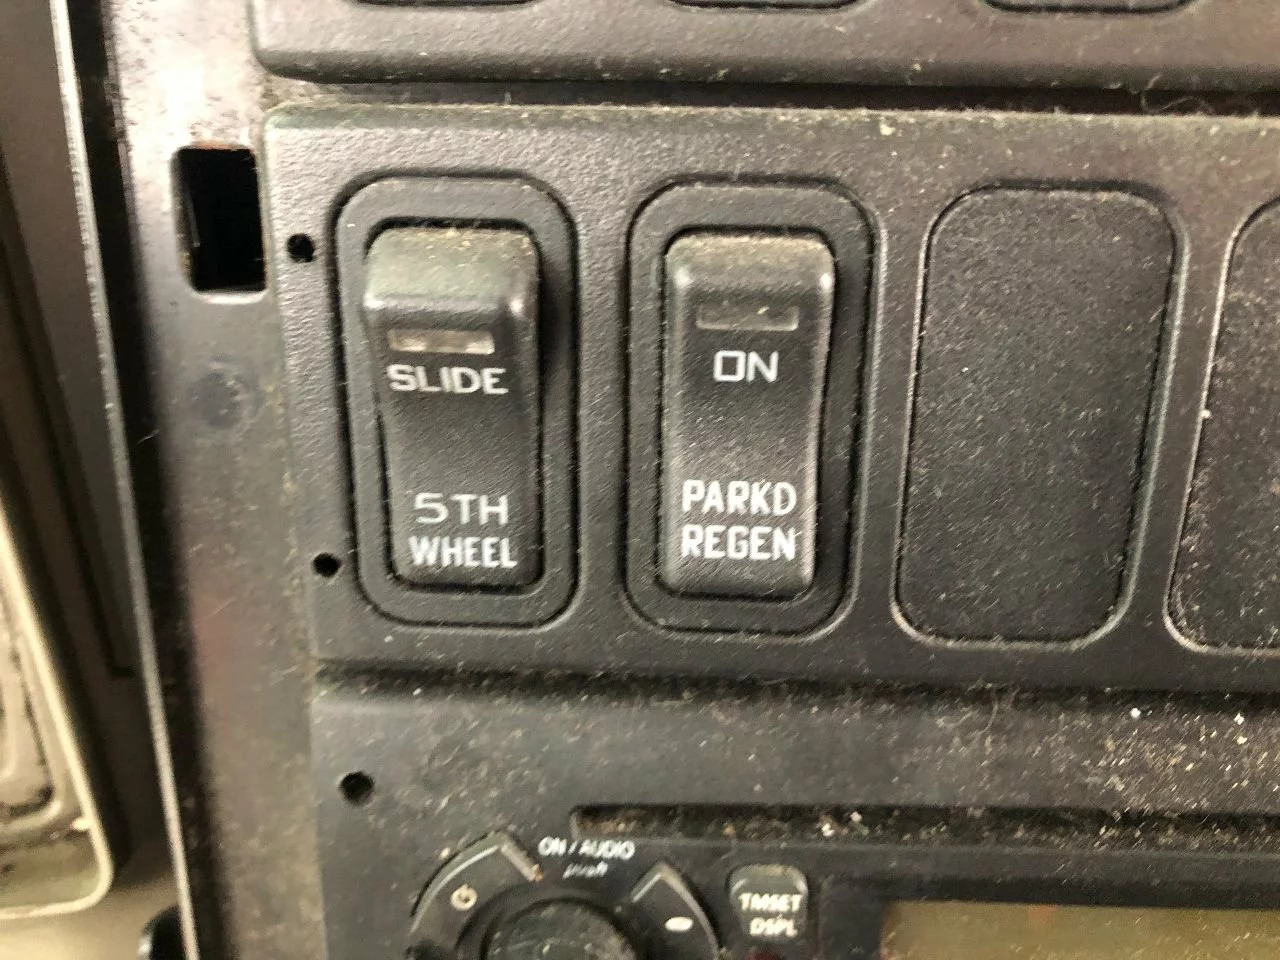 SLIDE
5TH
WHEEL
ON
PARKD
REGEN
ON / AUDIO
push
TMSET
DSPL